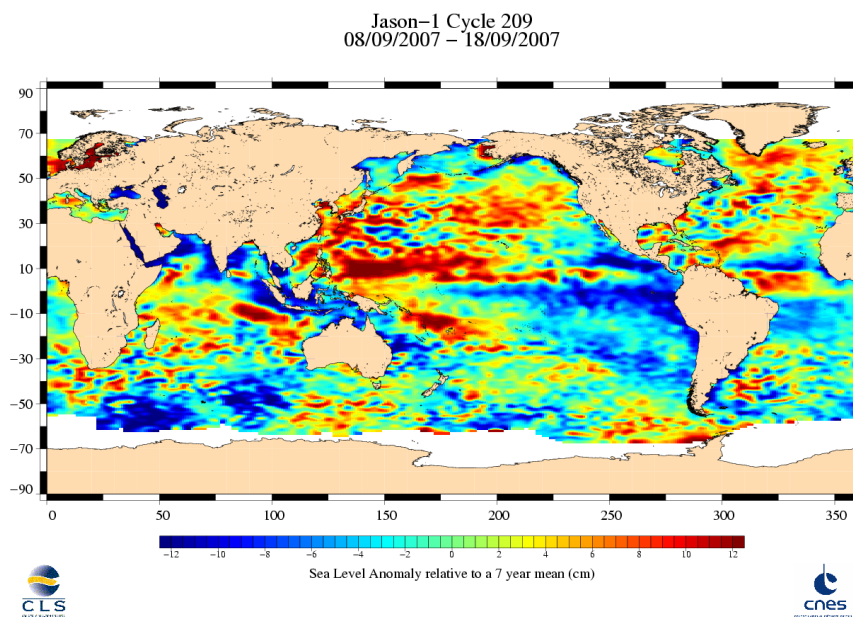 Jason−1 Cycle 209
08/09/2007 − 18/09/2007
90
70
50
30
10
−10
−30
−50
−70
−90
0 50 100 150 200 250 300 350
−12 −10 −8 −6 −4 −2 0 2 4 6 8 10 12
Sea Level Anomaly relative to a 7 year mean (cm)
CLS
cnes